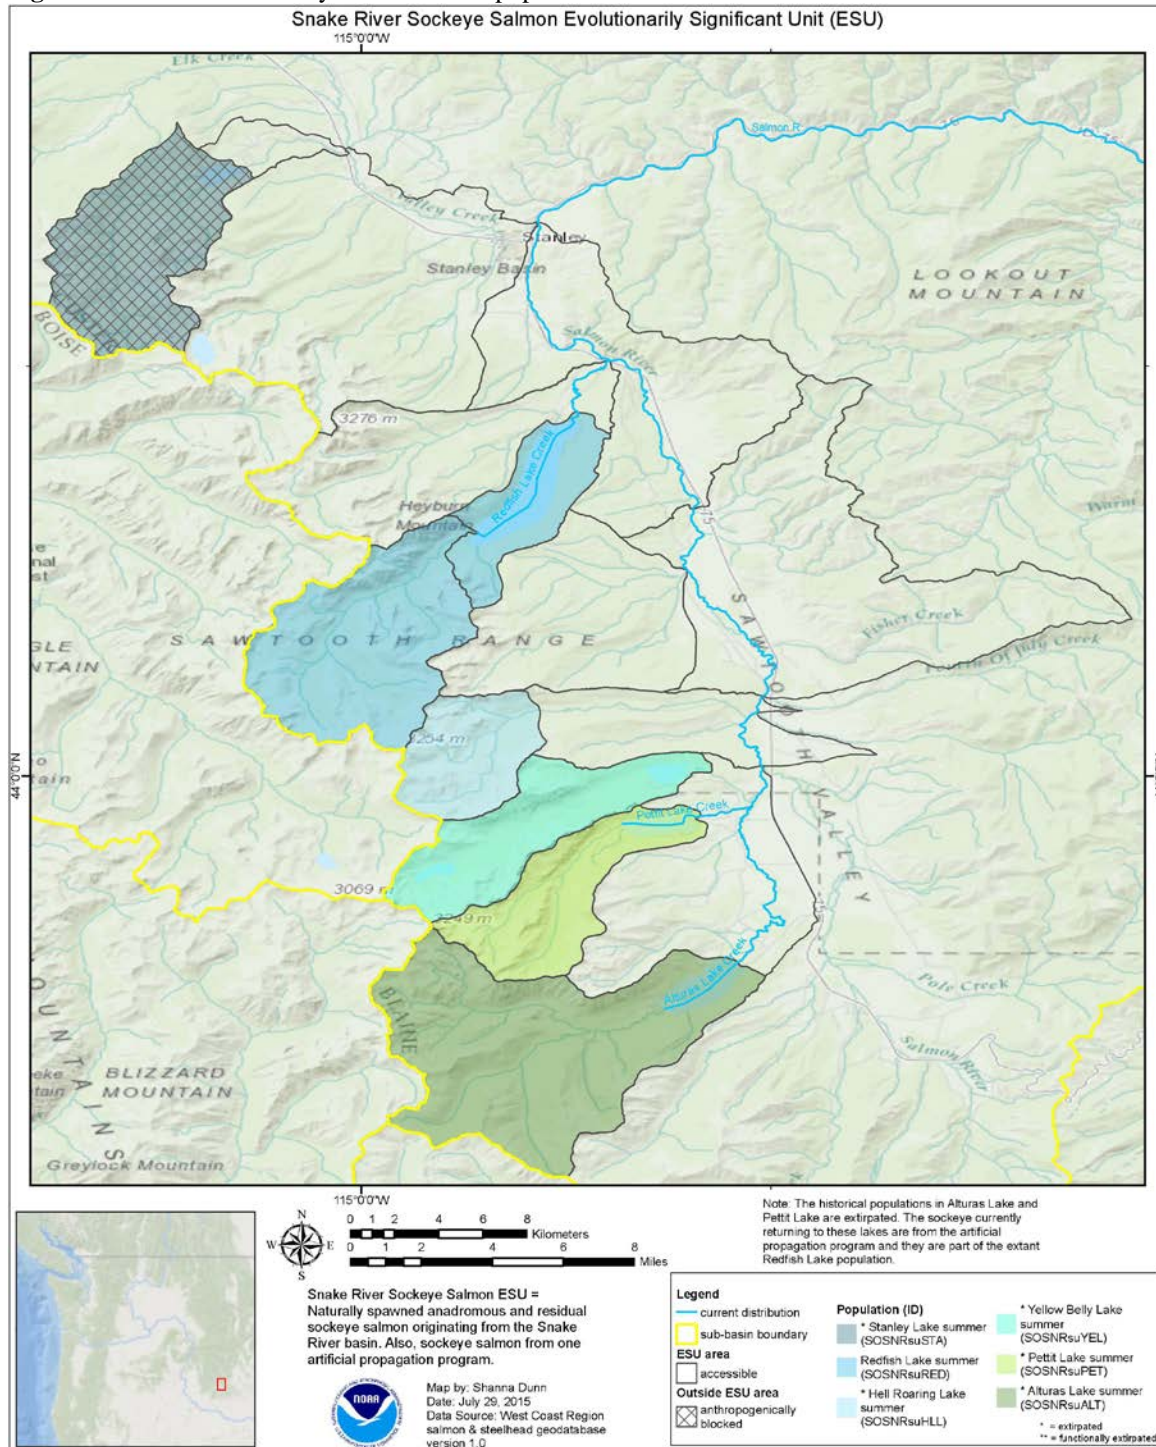 Snake River Sockeye Salmon Evolutionarily Significant Unit (ESU)
115°0'0"W
Elk Creek
Salmon R
75
Valley Creek
Stanley
Stanley Basin
LOOKOUT
MOUNTAIN
BOISE
Salmon River
3276 m
Redfish Lake Creek
Heyburn
Mountain
75
SAWTOOTH RANGE
SAWTOOTH VALLEY
Fisher Creek
Fourth Of July Creek
3254 m
44°0'0"N
Pettit Lake Creek
3069 m
3249 m
Alturas Lake Creek
BLAINE
Pole Creek
Salmon River
BLIZZARD
MOUNTAIN
Greylock Mountain
115°0'0"W
N
W E
S
0 1 2 4 6 8
Kilometers
0 1 2 4 6 8
Miles
Note: The historical populations in Alturas Lake and
Pettit Lake are extirpated. The sockeye currently
returning to these lakes are from the artificial
propagation program and they are part of the extant
Redfish Lake population.
Snake River Sockeye Salmon ESU =
Naturally spawned anadromous and residual
sockeye salmon originating from the Snake
River basin. Also, sockeye salmon from one
artificial propagation program.
NOAA
Map by: Shanna Dunn
Date: July 29, 2015
Data Source: West Coast Region
salmon & steelhead geodatabase
version 1.0
Legend
current distribution
sub-basin boundary
ESU area
accessible
Outside ESU area
anthropogenically
blocked
Population (ID)
* Stanley Lake summer
(SOSNRsuSTA)
Redfish Lake summer
(SOSNRsuRED)
* Hell Roaring Lake
summer
(SOSNRsuHLL)
* Yellow Belly Lake
summer
(SOSNRsuYEL)
* Pettit Lake summer
(SOSNRsuPET)
* Alturas Lake summer
(SOSNRsuALT)
* = extirpated
** = functionally extirpated